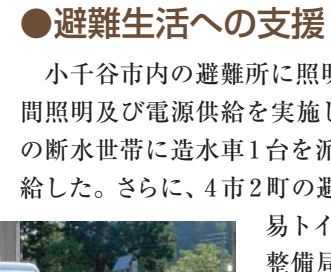 ●避難生活への支援
小千谷市内の避難所に照明
間照明及び電源供給を実施し
の断水世帯に造水車1台を派
給した。さらに、4市2町の避
易トイ
整備局